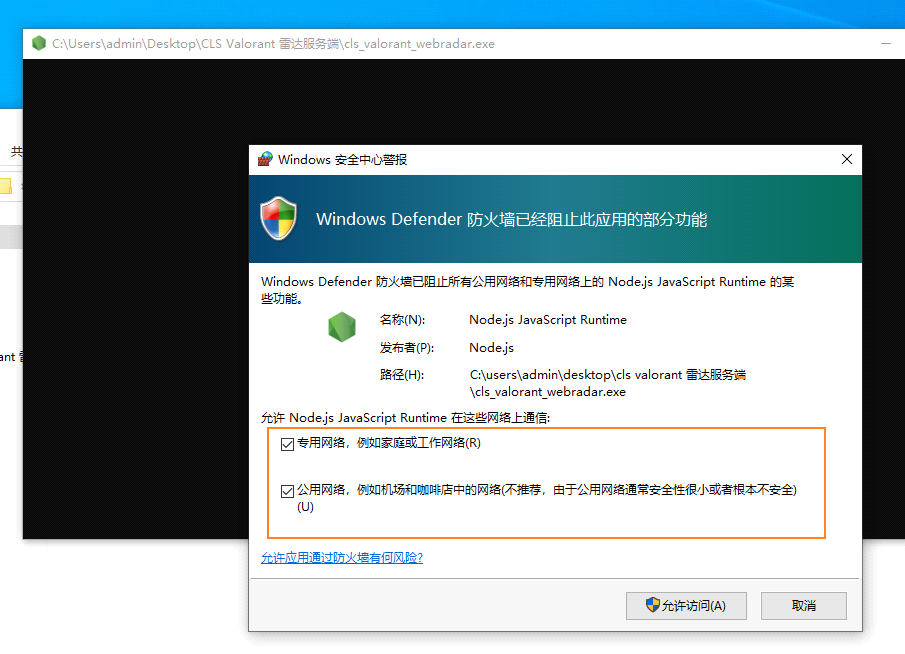 C:\Users\admin\Desktop\CLS Valorant 雷达服务端\cls_valorant_webradar.exe
共
Windows 安全中心警报
Windows Defender 防火墙已经阻止此应用的部分功能
Windows Defender 防火墙已阻止所有公用网络和专用网络上的 Node.js JavaScript Runtime 的某
些功能。
名称(N): Node.js JavaScript Runtime
发布者(P): Node.js
ant 雷
路径(H): C:\users\admin\desktop\cls valorant 雷达服务端
\cls_valorant_webradar.exe
允许 Node.js JavaScript Runtime 在这些网络上通信:
专用网络，例如家庭或工作网络(R)
公用网络，例如机场和咖啡店中的网络(不推荐，由于公用网络通常安全性很小或者根本不安全)
(U)
允许应用通过防火墙有何风险?
允许访问(A) 取消